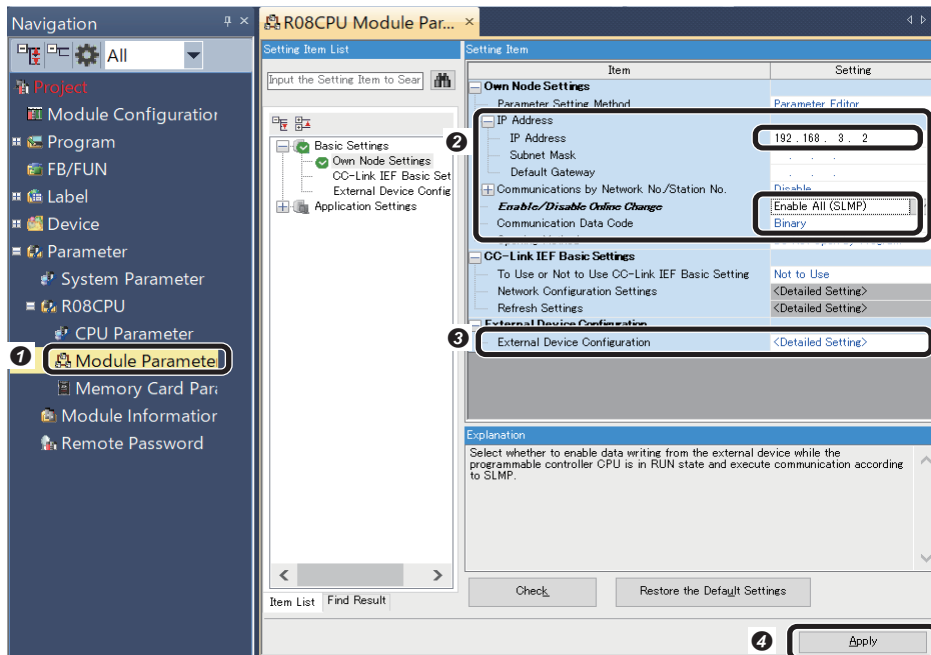 Navigation
All
Project
Module Configuration
Program
FB/FUN
Label
Device
Parameter
System Parameter
R08CPU
CPU Parameter
❶ Module Paramete
Memory Card Para
Module Information
Remote Password
R08CPU Module Par...
Setting Item List
Input the Setting Item to Sear
Basic Settings
Own Node Settings
CC-Link IEF Basic Set
External Device Config
Application Settings
Item List Find Result
Setting Item
Item Setting
Own Node Settings
Parameter Setting Method Parameter Editor
❷ IP Address
IP Address 192 . 168 . 3 . 2
Subnet Mask . . .
Default Gateway . . .
Communications by Network No./Station No. Disable
Enable/Disable Online Change Enable All (SLMP)
Communication Data Code Binary
CC-Link IEF Basic Settings
To Use or Not to Use CC-Link IEF Basic Setting Not to Use
Network Configuration Settings <Detailed Setting>
Refresh Settings <Detailed Setting>
External Device Configuration
❸ External Device Configuration <Detailed Setting>
Explanation
Select whether to enable data writing from the external device while the
programmable controller CPU is in RUN state and execute communication according
to SLMP.
Check Restore the Default Settings
❹ Apply